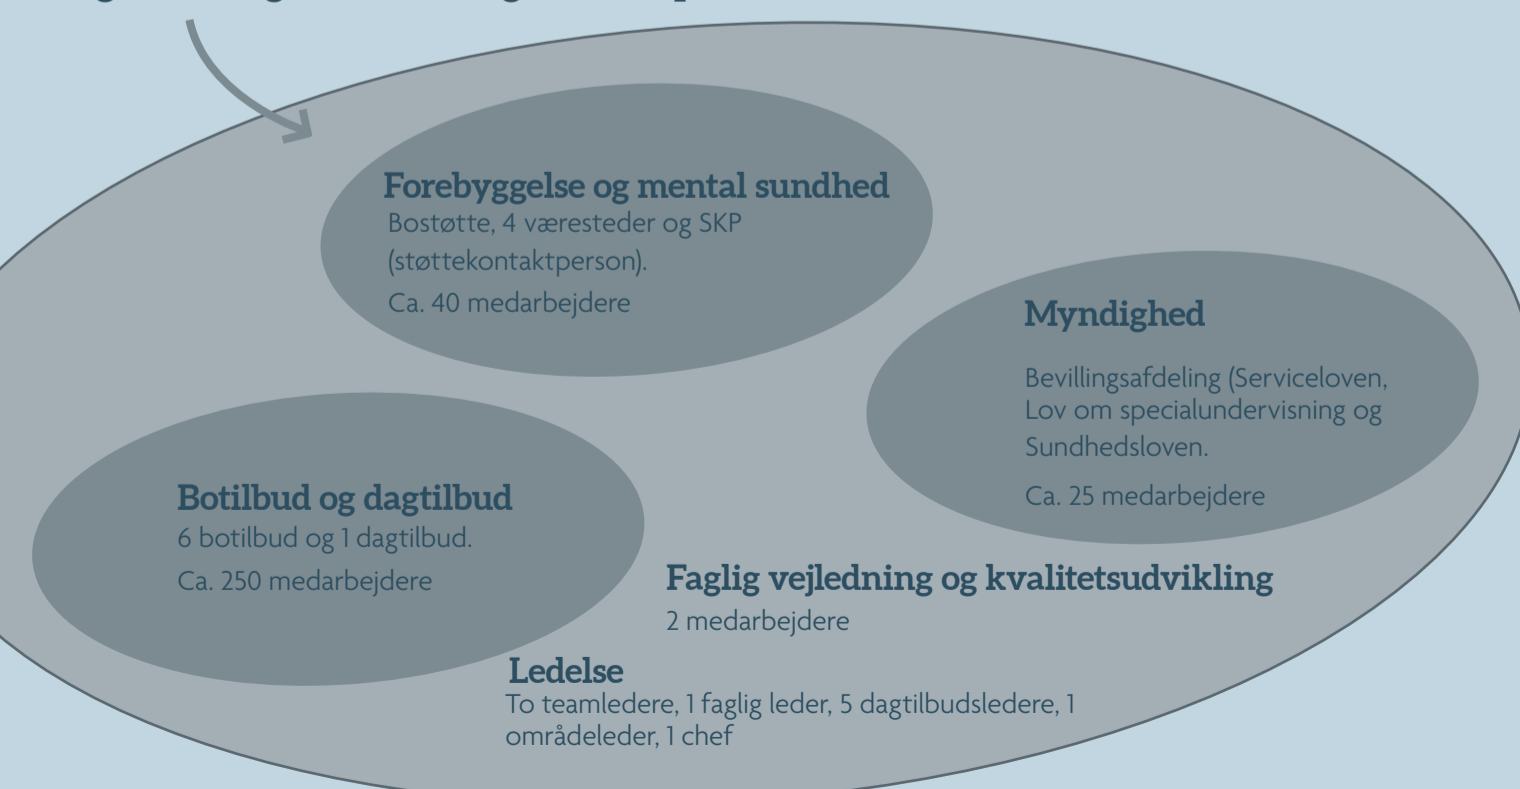 Forebyggelse og mental sundhed
Bostøtte, 4 væresteder og SKP
(støttekontaktperson).
Ca. 40 medarbejdere
Myndighed
Bevillingsafdeling (Serviceloven,
Lov om specialundervisning og
Sundhedsloven.
Ca. 25 medarbejdere
Botilbud og dagtilbud
6 botilbud og 1 dagtilbud.
Ca. 250 medarbejdere
Faglig vejledning og kvalitetsudvikling
2 medarbejdere
Ledelse
To teamledere, 1 faglig leder, 5 dagtilbudsledere, 1
områdeleder, 1 chef